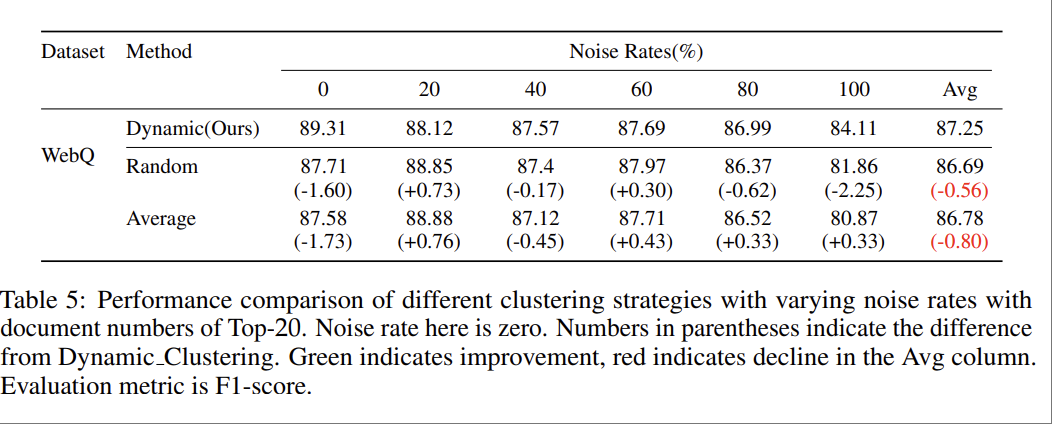 Dataset Method Noise Rates(%)
0 20 40 60 80 100 Avg
WebQ
Dynamic(Ours) 89.31 88.12 87.57 87.69 86.99 84.11 87.25
Random 87.71 88.85 87.4 87.97 86.37 81.86 86.69
(-1.60) (+0.73) (-0.17) (+0.30) (-0.62) (-2.25) (-0.56)
Average 87.58 88.88 87.12 87.71 86.52 80.87 86.78
(-1.73) (+0.76) (-0.45) (+0.43) (+0.33) (+0.33) (-0.80)
Table 5: Performance comparison of different clustering strategies with varying noise rates with
document numbers of Top-20. Noise rate here is zero. Numbers in parentheses indicate the difference
from Dynamic_Clustering. Green indicates improvement, red indicates decline in the Avg column.
Evaluation metric is F1-score.